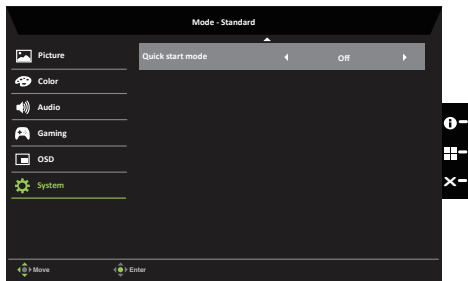 Mode - Standard
Picture
Quick start mode Off
Color
Audio
Gaming
OSD
System
Move Enter